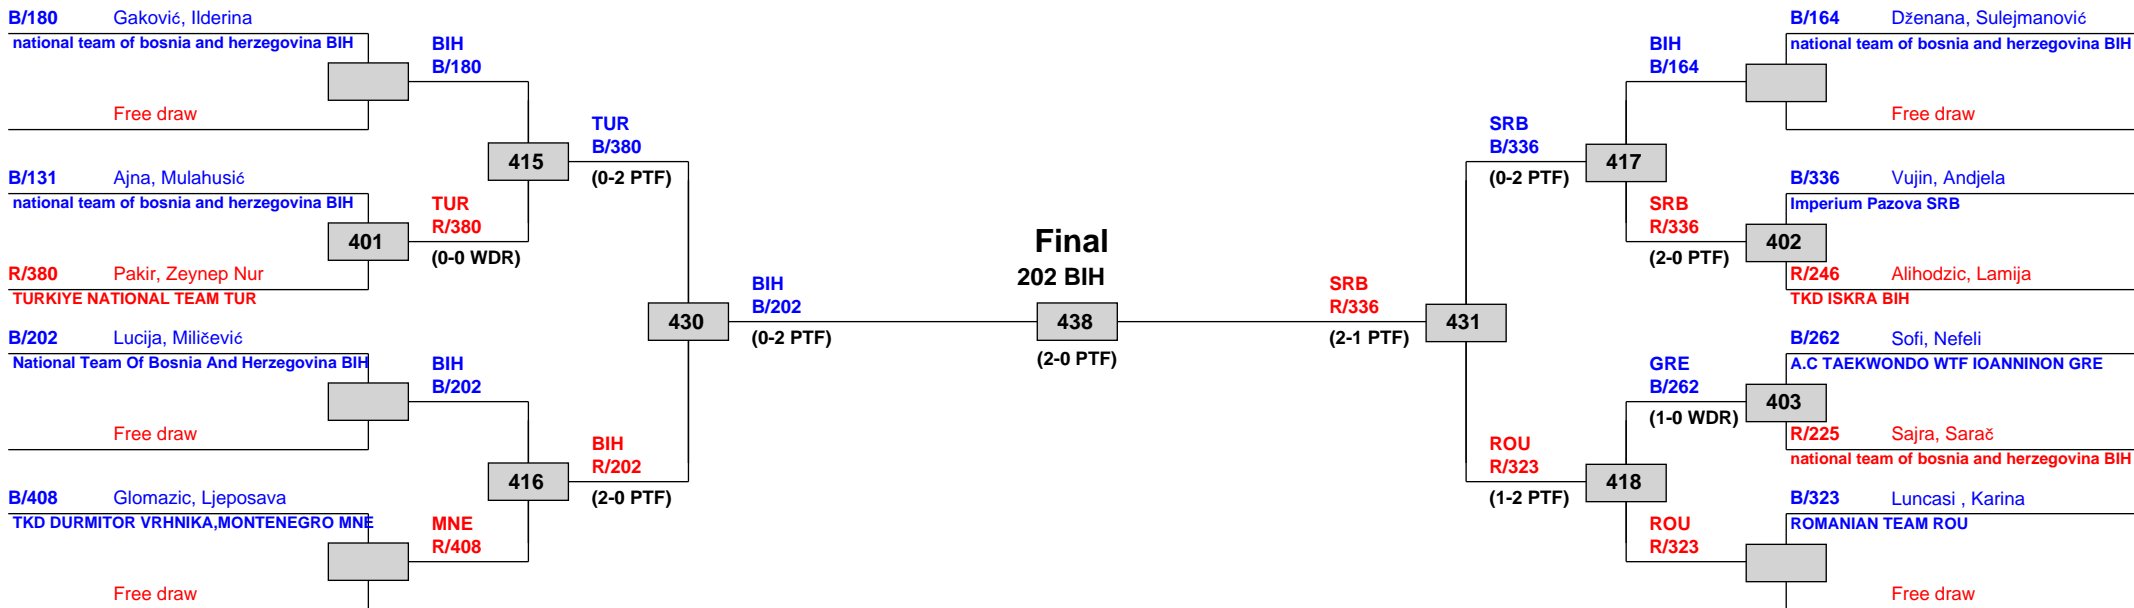 B/180 Gaković, Ilderina
national team of bosnia and herzegovina BIH
Free draw
BIH
B/180
B/131 Ajna, Mulahusić
national team of bosnia and herzegovina BIH
401
R/380 Pakir, Zeynep Nur
TURKIYE NATIONAL TEAM TUR
TUR
R/380
(0-0 WDR)
415
TUR
B/380
(0-2 PTF)
B/202 Lucija, Miličević
National Team Of Bosnia And Herzegovina BIH
Free draw
BIH
B/202
B/408 Glomazic, Ljeposava
TKD DURMITOR VRHNIKA,MONTENEGRO MNE
Free draw
MNE
R/408
416
BIH
R/202
(2-0 PTF)
430
BIH
B/202
(0-2 PTF)
Final
202 BIH
438
(2-0 PTF)
SRB
R/336
(2-1 PTF)
431
SRB
B/336
(0-2 PTF)
417
BIH
B/164
B/164 Dženana, Sulejmanović
national team of bosnia and herzegovina BIH
Free draw
SRB
R/336
(2-0 PTF)
402
B/336 Vujin, Andjela
Imperium Pazova SRB
R/246 Alihodzic, Lamija
TKD ISKRA BIH
ROU
R/323
(1-2 PTF)
418
GRE
B/262
(1-0 WDR)
403
B/262 Sofi, Nefeli
A.C TAEKWONDO WTF IOANNINON GRE
R/225 Sajra, Sarač
national team of bosnia and herzegovina BIH
ROU
R/323
B/323 Luncasi , Karina
ROMANIAN TEAM ROU
Free draw